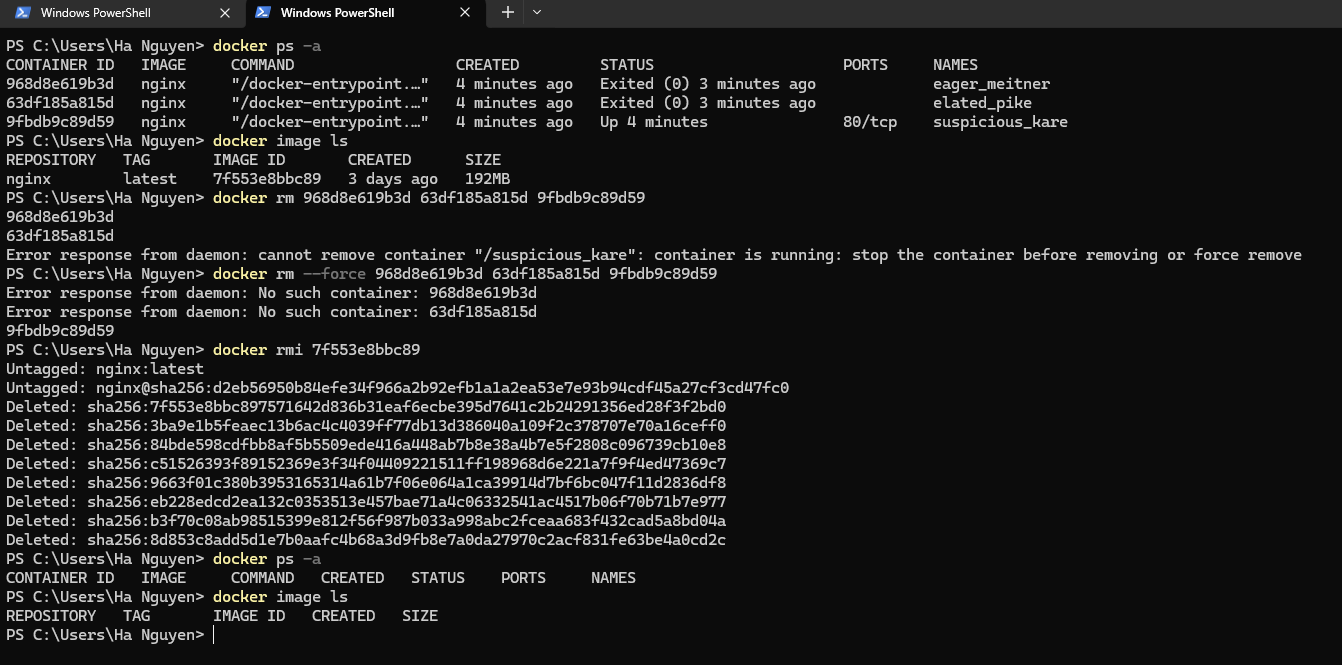 Windows PowerShell
Windows PowerShell
PS C:\Users\Ha Nguyen> docker ps -a
CONTAINER ID   IMAGE     COMMAND                  CREATED         STATUS                     PORTS     NAMES
968d8e619b3d   nginx     "/docker-entrypoint.…"   4 minutes ago   Exited (0) 3 minutes ago             eager_meitner
63df185a815d   nginx     "/docker-entrypoint.…"   4 minutes ago   Exited (0) 3 minutes ago             elated_pike
9fbdb9c89d59   nginx     "/docker-entrypoint.…"   4 minutes ago   Up 4 minutes               80/tcp    suspicious_kare
PS C:\Users\Ha Nguyen> docker image ls
REPOSITORY   TAG       IMAGE ID       CREATED      SIZE
nginx        latest    7f553e8bbc89   3 days ago   192MB
PS C:\Users\Ha Nguyen> docker rm 968d8e619b3d 63df185a815d 9fbdb9c89d59
968d8e619b3d
63df185a815d
Error response from daemon: cannot remove container "/suspicious_kare": container is running: stop the container before removing or force remove
PS C:\Users\Ha Nguyen> docker rm --force 968d8e619b3d 63df185a815d 9fbdb9c89d59
Error response from daemon: No such container: 968d8e619b3d
Error response from daemon: No such container: 63df185a815d
9fbdb9c89d59
PS C:\Users\Ha Nguyen> docker rmi 7f553e8bbc89
Untagged: nginx:latest
Untagged: nginx@sha256:d2eb56950b84efe34f966a2b92efb1a1a2ea53e7e93b94cdf45a27cf3cd47fc0
Deleted: sha256:7f553e8bbc897571642d836b31eaf6ecbe395d7641c2b24291356ed28f3f2bd0
Deleted: sha256:3ba9e1b5feaec13b6ac4c4039ff77db13d386040a109f2c378707e70a16ceff0
Deleted: sha256:84bde598cdfbb8af5b5509ede416a448ab7b8e38a4b7e5f2808c096739cb10e8
Deleted: sha256:c51526393f89152369e3f34f04409221511ff198968d6e221a7f9f4ed47369c7
Deleted: sha256:9663f01c380b3953165314a61b7f06e064a1ca39914d7bf6bc047f11d2836df8
Deleted: sha256:eb228edcd2ea132c0353513e457bae71a4c06332541ac4517b06f70b71b7e977
Deleted: sha256:b3f70c08ab98515399e812f56f987b033a998abc2fceaa683f432cad5a8bd04a
Deleted: sha256:8d853c8add5d1e7b0aafc4b68a3d9fb8e7a0da27970c2acf831fe63be4a0cd2c
PS C:\Users\Ha Nguyen> docker ps -a
CONTAINER ID   IMAGE     COMMAND   CREATED   STATUS    PORTS     NAMES
PS C:\Users\Ha Nguyen> docker image ls
REPOSITORY   TAG       IMAGE ID   CREATED   SIZE
PS C:\Users\Ha Nguyen>